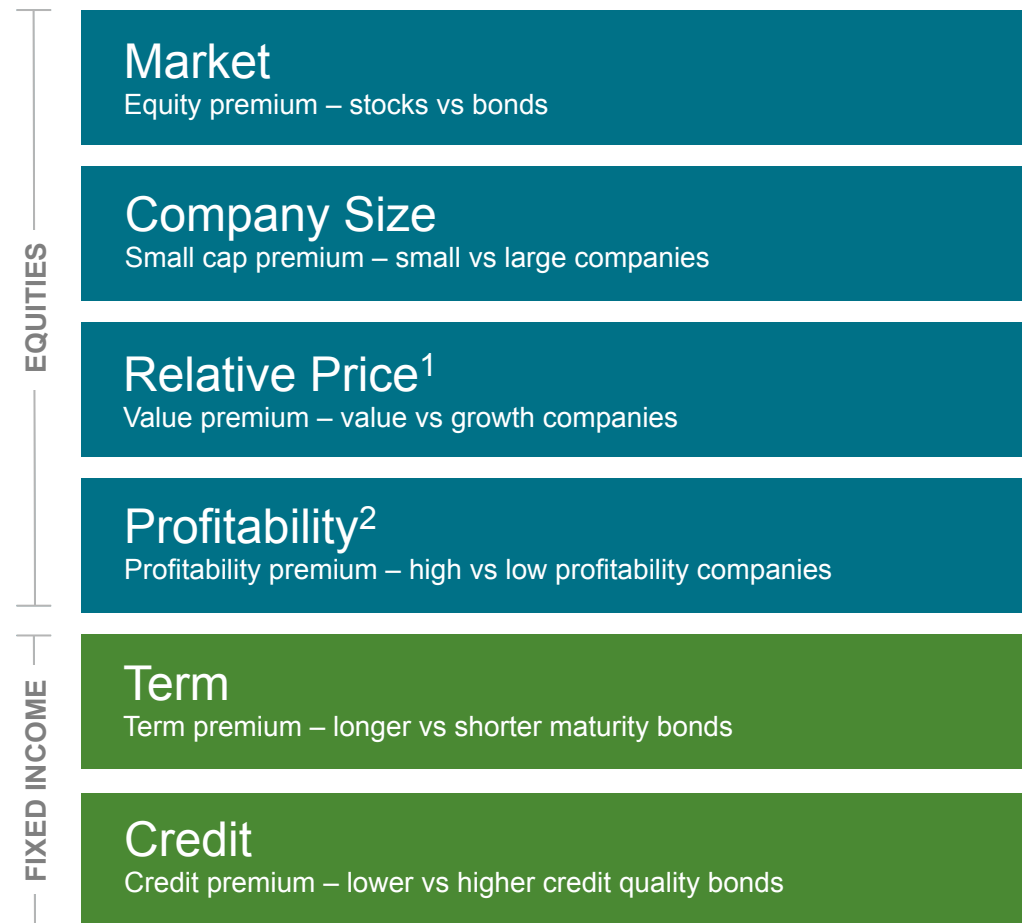 EQUITIES
Market
Equity premium – stocks vs bonds
Company Size
Small cap premium – small vs large companies
Relative Price¹
Value premium – value vs growth companies
Profitability²
Profitability premium – high vs low profitability companies
FIXED INCOME
Term
Term premium – longer vs shorter maturity bonds
Credit
Credit premium – lower vs higher credit quality bonds